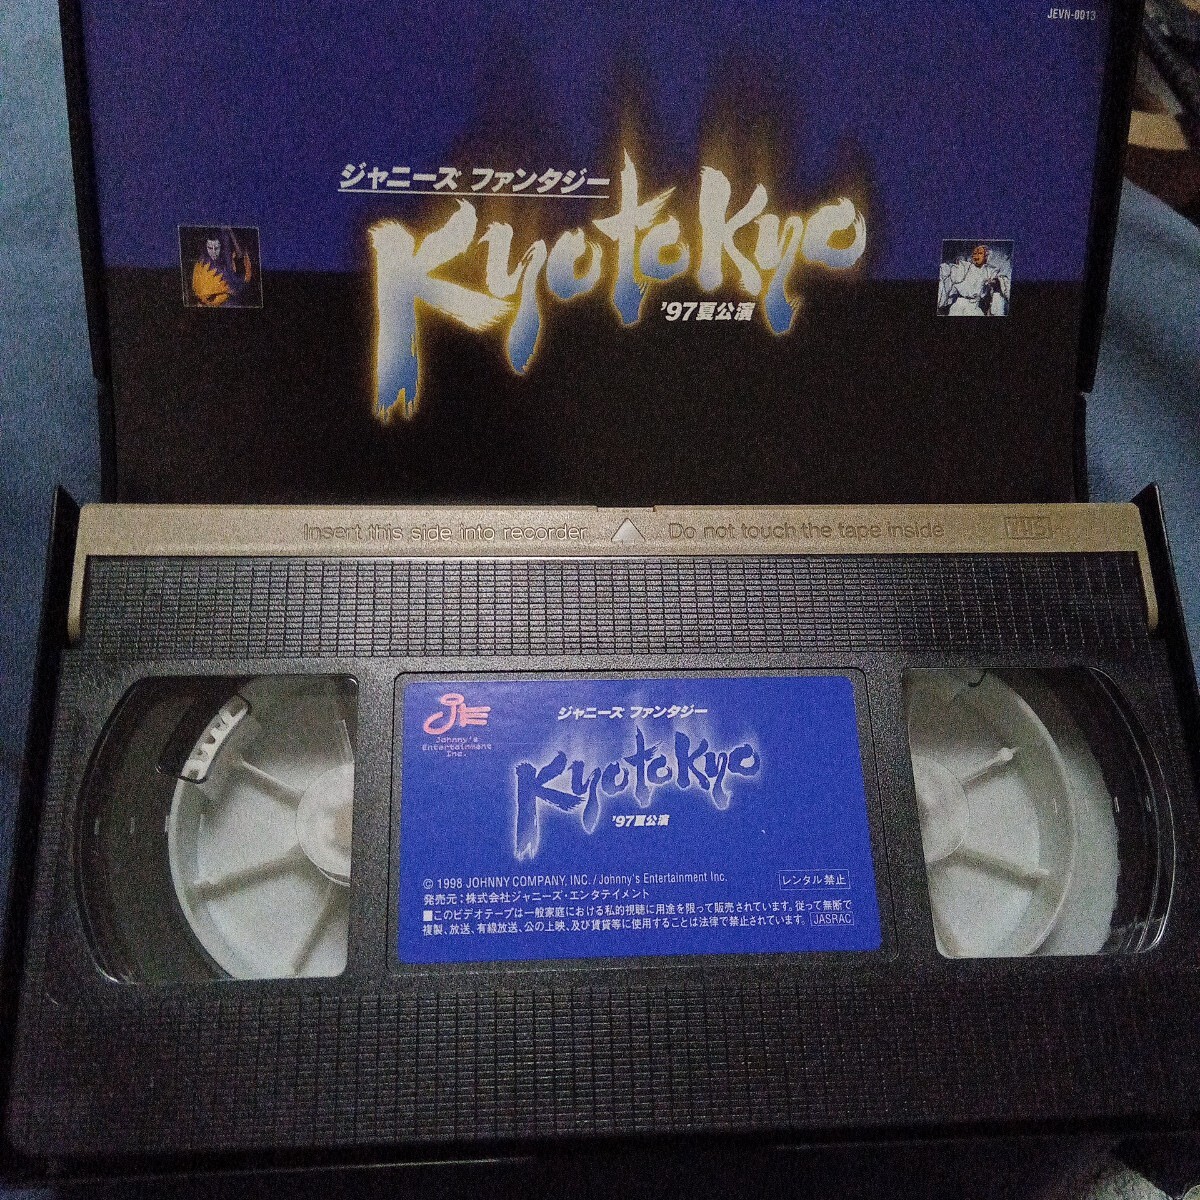 JEVN-0013
ジャニーズ ファンタジー
KyotoKyo
'97夏公演
Insert this side into recorder
Do not touch the tape inside
VHS
JE
Johnny's
Entertainment
Inc.
ジャニーズ ファンタジー
KyotoKyo
'97夏公演
© 1998 JOHNNY COMPANY, INC. / Johnny's Entertainment Inc.
レンタル禁止
発売元：株式会社ジャニーズ・エンタテイメント
■このビデオテープは一般家庭における私的視聴に用途を限って販売されています。従って無断で
複製、放送、有線放送、公の上映、及び賃貸等に使用することは法律で禁止されています。 JASRAC